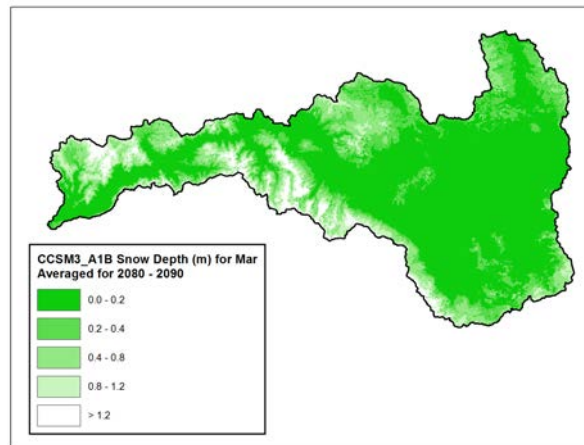 CCSM3_A1B Snow Depth (m) for Mar
Averaged for 2080 - 2090
0.0 - 0.2
0.2 - 0.4
0.4 - 0.8
0.8 - 1.2
> 1.2